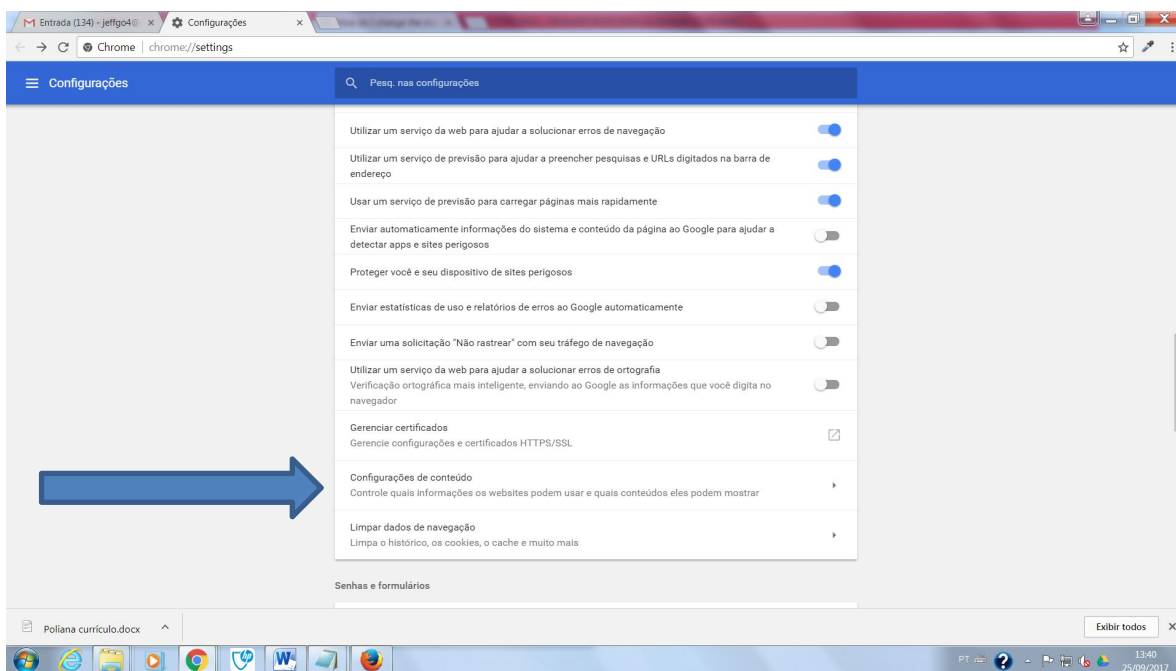 Entrada (134) - jeffgo4@
Configurações
Chrome | chrome://settings
Configurações
Pesq. nas configurações
Utilizar um serviço da web para ajudar a solucionar erros de navegação
Utilizar um serviço de previsão para ajudar a preencher pesquisas e URLs digitados na barra de
endereço
Usar um serviço de previsão para carregar páginas mais rapidamente
Enviar automaticamente informações do sistema e conteúdo da página ao Google para ajudar a
detectar apps e sites perigosos
Proteger você e seu dispositivo de sites perigosos
Enviar estatísticas de uso e relatórios de erros ao Google automaticamente
Enviar uma solicitação "Não rastrear" com seu tráfego de navegação
Utilizar um serviço da web para ajudar a solucionar erros de ortografia
Verificação ortográfica mais inteligente, enviando ao Google as informações que você digita no
navegador
Gerenciar certificados
Gerencie configurações e certificados HTTPS/SSL
Configurações de conteúdo
Controle quais informações os websites podem usar e quais conteúdos eles podem mostrar
Limpar dados de navegação
Limpa o histórico, os cookies, o cache e muito mais
Senhas e formulários
Poliana currículo.docx
Exibir todos
PT
13:40
25/09/2017